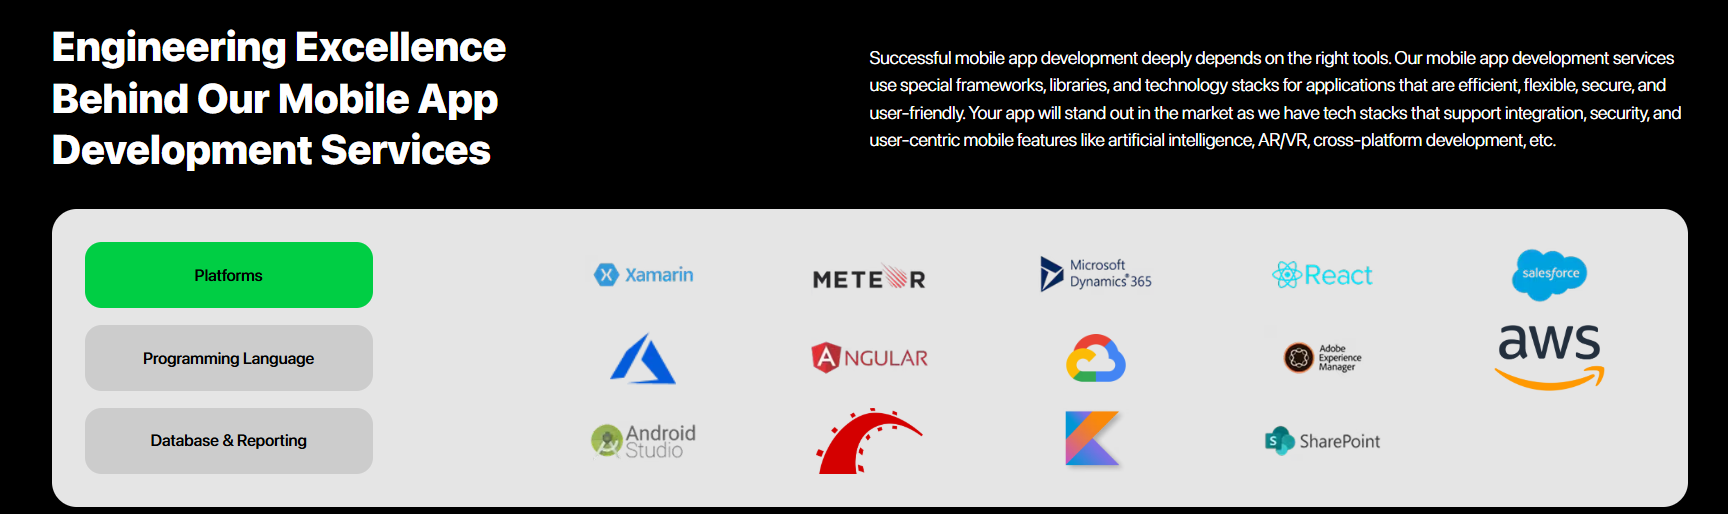 Engineering Excellence
Behind Our Mobile App
Development Services
Successful mobile app development deeply depends on the right tools. Our mobile app development services
use special frameworks, libraries, and technology stacks for applications that are efficient, flexible, secure, and
user-friendly. Your app will stand out in the market as we have tech stacks that support integration, security, and
user-centric mobile features like artificial intelligence, AR/VR, cross-platform development, etc.
Platforms
Programming Language
Database & Reporting
Xamarin
METEOR
Microsoft
Dynamics® 365
React
salesforce
ANGULAR
Adobe
Experience
Manager
aws
Android
Studio
S SharePoint